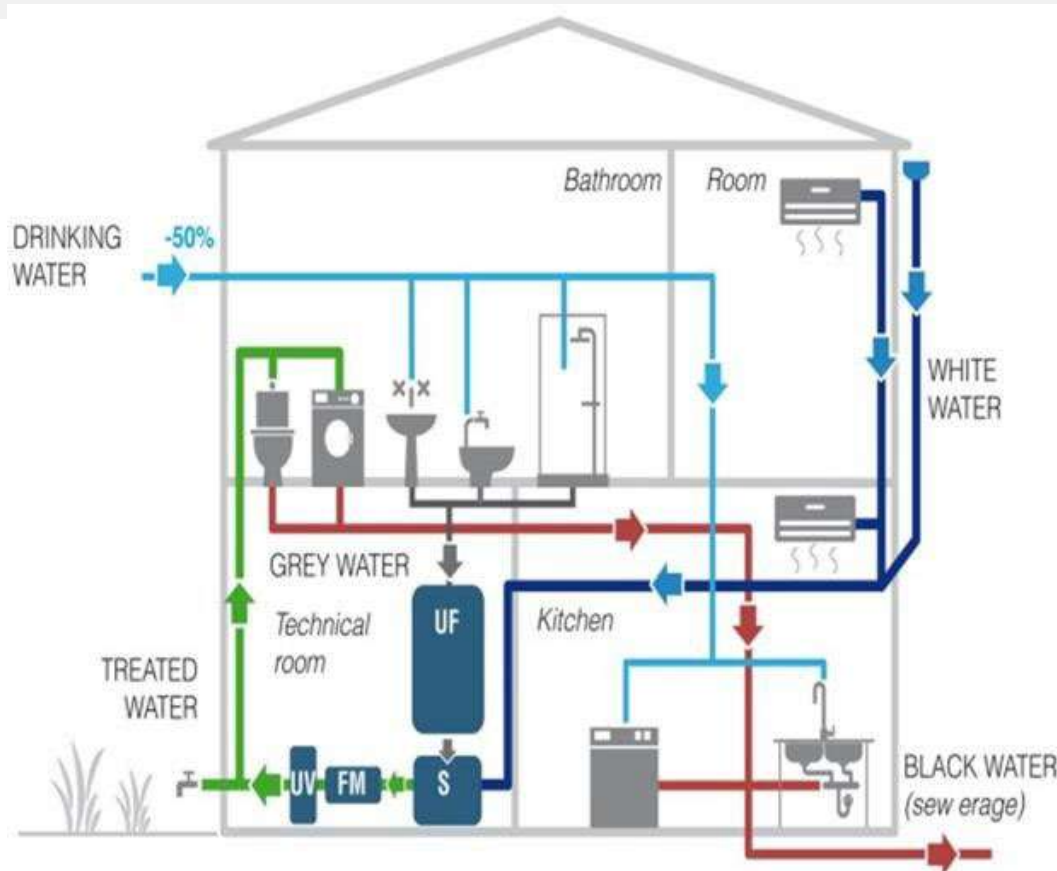 Bathroom
Room
DRINKING
WATER
-50%
WHITE
WATER
GREY WATER
Technical
room
UF
Kitchen
TREATED
WATER
UV
FM
S
BLACK WATER
(sew erage)